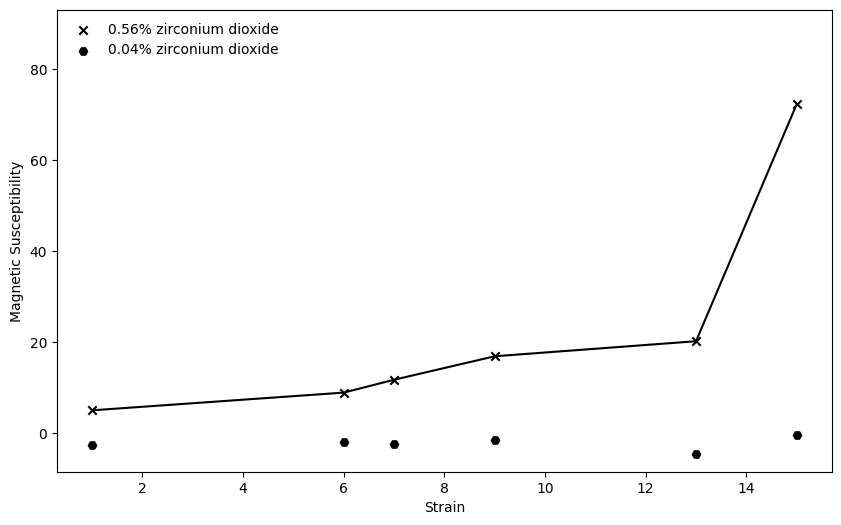 0.56% zirconium dioxide
0.04% zirconium dioxide
80
60
40
20
0
Magnetic Susceptibility
2 4 6 8 10 12 14
Strain